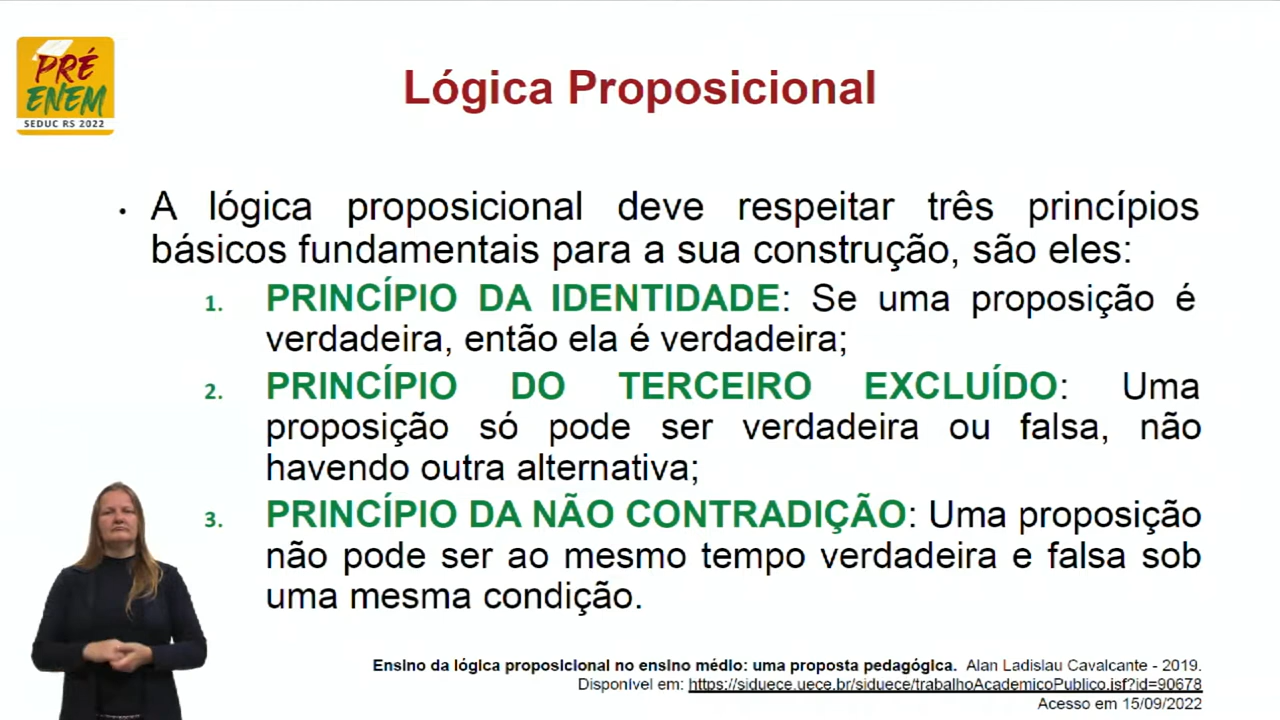 PRÉ
ENEM
SEDUC RS 2022
Lógica Proposicional
• A lógica proposicional deve respeitar três princípios
básicos fundamentais para a sua construção, são eles:
1. PRINCÍPIO DA IDENTIDADE: Se uma proposição é
verdadeira, então ela é verdadeira;
2. PRINCÍPIO DO TERCEIRO EXCLUÍDO: Uma
proposição só pode ser verdadeira ou falsa, não
havendo outra alternativa;
3. PRINCÍPIO DA NÃO CONTRADIÇÃO: Uma proposição
não pode ser ao mesmo tempo verdadeira e falsa sob
uma mesma condição.
Ensino da lógica proposicional no ensino médio: uma proposta pedagógica. Alan Ladislau Cavalcante - 2019.
Disponível em: https://siduece.uece.br/siduece/trabalhoAcademicoPublico.jsf?id=90678
Acesso em 15/09/2022